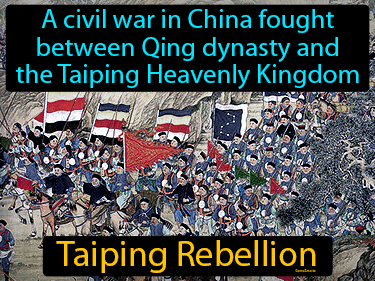 A civil war in China fought
between Qing dynasty and
the Taiping Heavenly Kingdom
Taiping Rebellion